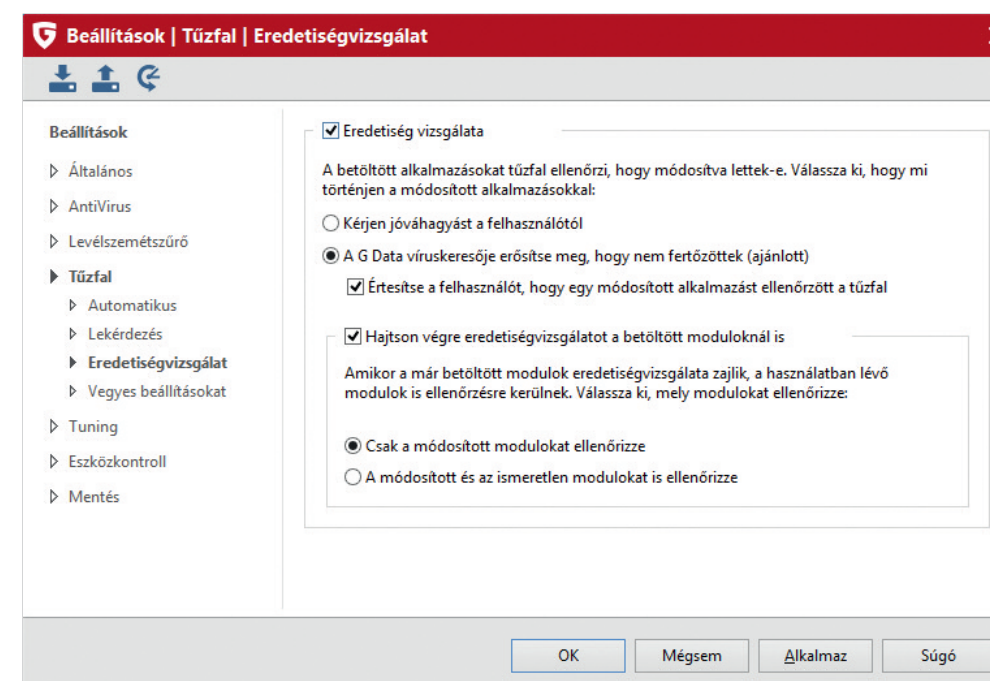 Beállítások | Tűzfal | Eredetiségvizsgálat
Beállítások
Általános
AntiVirus
Levélszemétszűrő
Tűzfal
Automatikus
Lekérdezés
Eredetiségvizsgálat
Vegyes beállításokat
Tuning
Eszközkontroll
Mentés
Eredetiség vizsgálata
A betöltött alkalmazásokat tűzfal ellenőrzi, hogy módosítva lettek-e. Válassza ki, hogy mi
történjen a módosított alkalmazásokkal:
Kérjen jóváhagyást a felhasználótól
A G Data víruskeresője erősítse meg, hogy nem fertőzöttek (ajánlott)
Értesítse a felhasználót, hogy egy módosított alkalmazást ellenőrzött a tűzfal
Hajtson végre eredetiségvizsgálatot a betöltött moduloknál is
Amikor a már betöltött modulok eredetiségvizsgálata zajlik, a használatban lévő
modulok is ellenőrzésre kerülnek. Válassza ki, mely modulokat ellenőrizze:
Csak a módosított modulokat ellenőrizze
A módosított és az ismeretlen modulokat is ellenőrizze
OK
Mégsem
Alkalmaz
Súgó